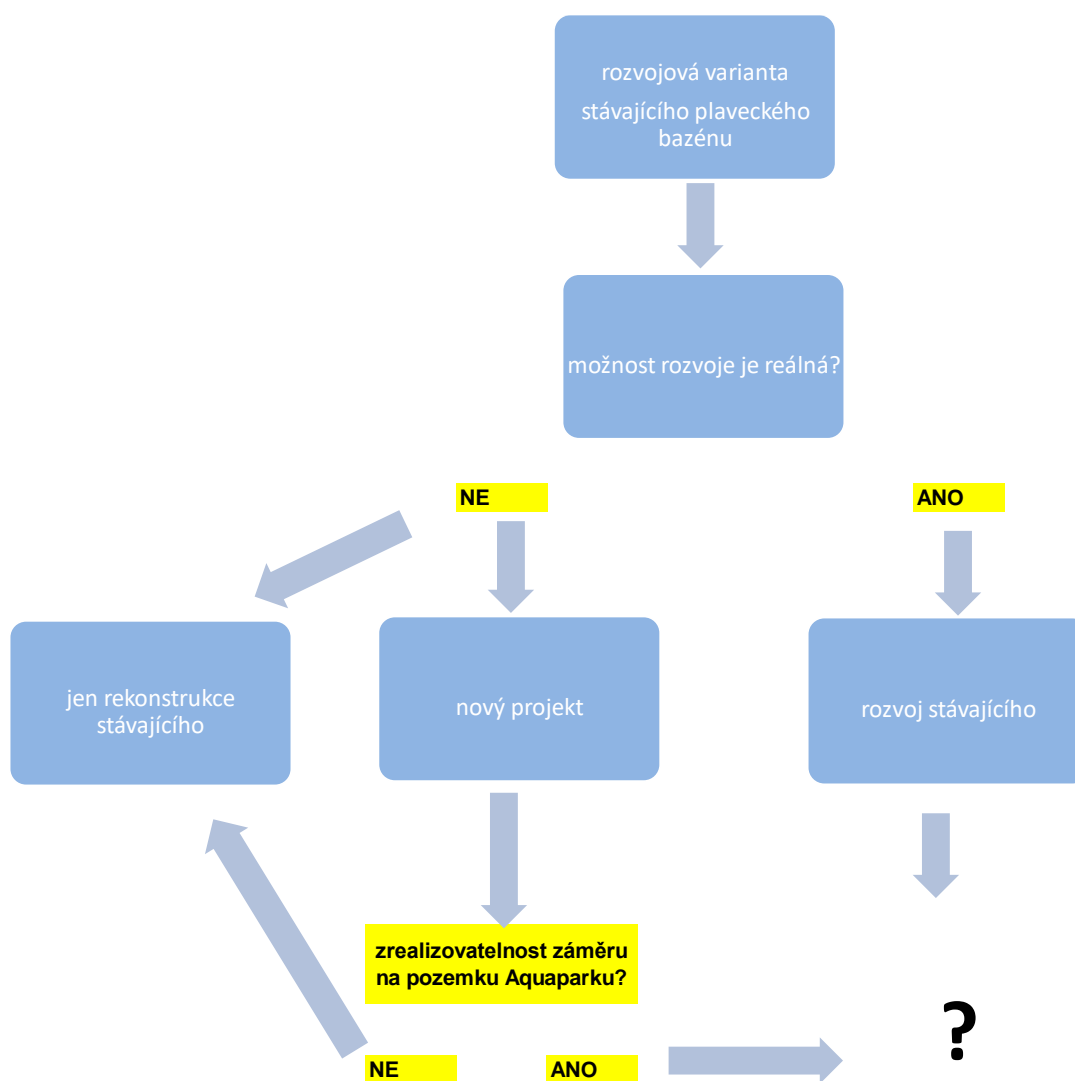 rozvojová varianta
stávajícího plaveckého
bazénu
možnost rozvoje je reálná?
NE
ANO
jen rekonstrukce
stávajícího
nový projekt
rozvoj stávajícího
zrealizovatelnost záměru
na pozemku Aquaparku?
?
NE
ANO